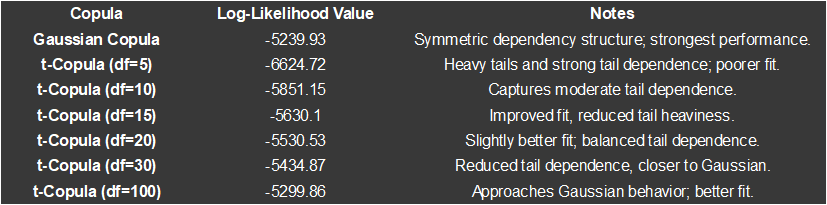 Copula Log-Likelihood Value Notes
Gaussian Copula -5239.93 Symmetric dependency structure; strongest performance.
t-Copula (df=5) -6624.72 Heavy tails and strong tail dependence; poorer fit.
t-Copula (df=10) -5851.15 Captures moderate tail dependence.
t-Copula (df=15) -5630.1 Improved fit, reduced tail heaviness.
t-Copula (df=20) -5530.53 Slightly better fit; balanced tail dependence.
t-Copula (df=30) -5434.87 Reduced tail dependence, closer to Gaussian.
t-Copula (df=100) -5299.86 Approaches Gaussian behavior; better fit.